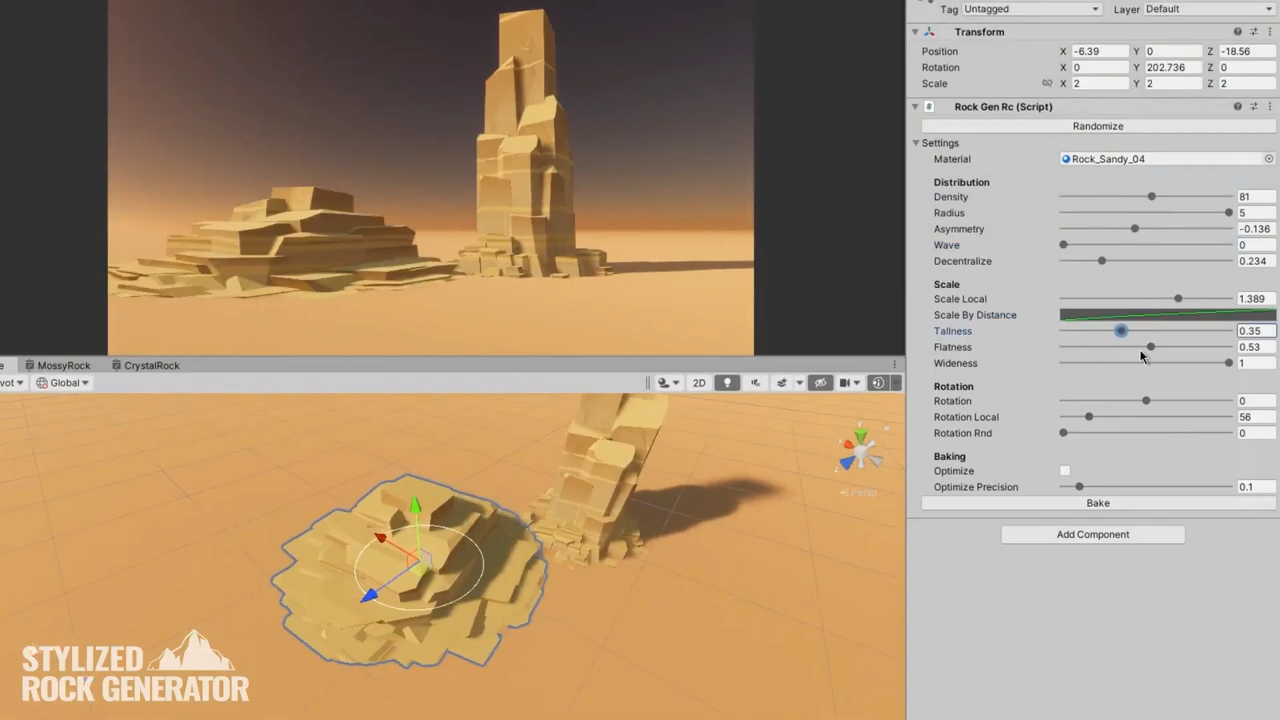 Tag Untagged Layer Default
Transform
Position X -6.39 Y 0 Z -18.56
Rotation X 0 Y 202.736 Z 0
Scale X 2 Y 2 Z 2
# Rock Gen Rc (Script)
Randomize
Settings
Material Rock_Sandy_04
Distribution
Density 81
Radius 5
Asymmetry -0.136
Wave 0
Decentralize 0.234
Scale
Scale Local 1.389
Scale By Distance
Tallness 0.35
Flatness 0.53
Wideness 1
Rotation
Rotation 0
Rotation Local 56
Rotation Rnd 0
Baking
Optimize
Optimize Precision 0.1
Bake
Add Component
e MossyRock CrystalRock
vot Global 2D
y
Persp
STYLIZED
ROCK GENERATOR